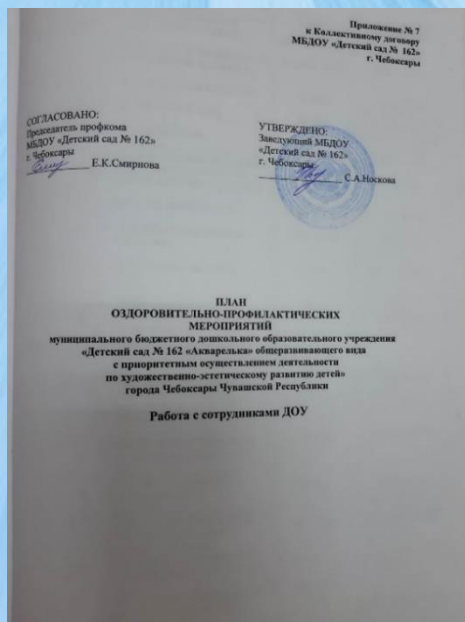 Приложение № 7
к Коллективному договору
МБДОУ «Детский сад № 162»
г. Чебоксары
СОГЛАСОВАНО:
Председатель профкома
МБДОУ «Детский сад № 162»
г. Чебоксары
Е.К.Смирнова
УТВЕРЖДЕНО:
Заведующий МБДОУ
«Детский сад № 162»
г. Чебоксары
С.А.Носкова
ПЛАН
ОЗДОРОВИТЕЛЬНО-ПРОФИЛАКТИЧЕСКИХ
МЕРОПРИЯТИЙ
муниципального бюджетного дошкольного образовательного учреждения
«Детский сад № 162 «Акварелька» общеразвивающего вида
с приоритетным осуществлением деятельности
по художественно-эстетическому развитию детей»
города Чебоксары Чувашской Республики
Работа с сотрудниками ДОУ